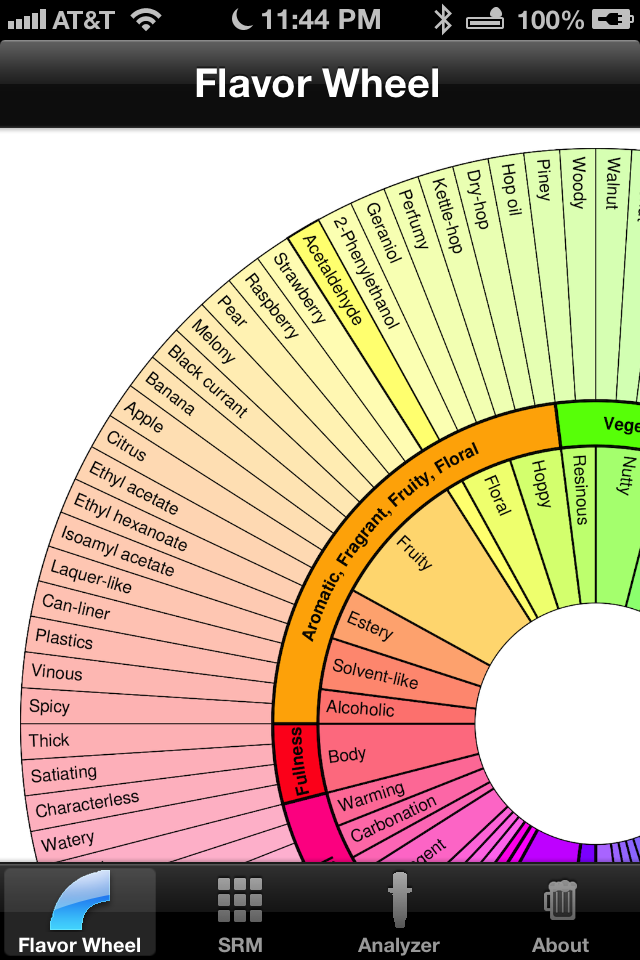 AT&T 11:44 PM 100%
Flavor Wheel
Woody
Walnut
Piney
Hop oil
Dry-hop
Kettle-hop
Perfumy
Geraniol
2-Phenylethanol
Acetaldehyde
Strawberry
Raspberry
Pear
Melony
Black currant
Banana
Apple
Citrus
Ethyl acetate
Ethyl hexanoate
Isoamyl acetate
Laquer-like
Can-liner
Plastics
Vinous
Spicy
Thick
Satiating
Characterless
Watery
Aromatic, Fragrant, Fruity, Floral
Vege
Fullness
Nutty
Resinous
Hoppy
Floral
Fruity
Estery
Solvent-like
Alcoholic
Body
Warming
Carbonation
gent
Flavor Wheel SRM Analyzer About